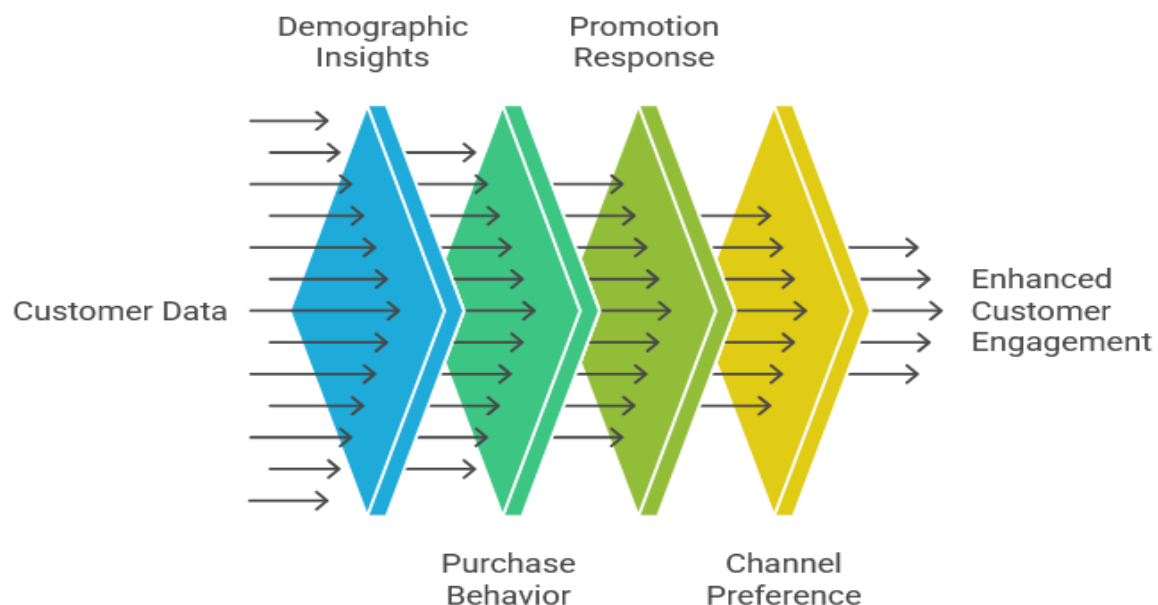 Demographic
Insights
Promotion
Response
Customer Data
Enhanced
Customer
Engagement
Purchase
Behavior
Channel
Preference